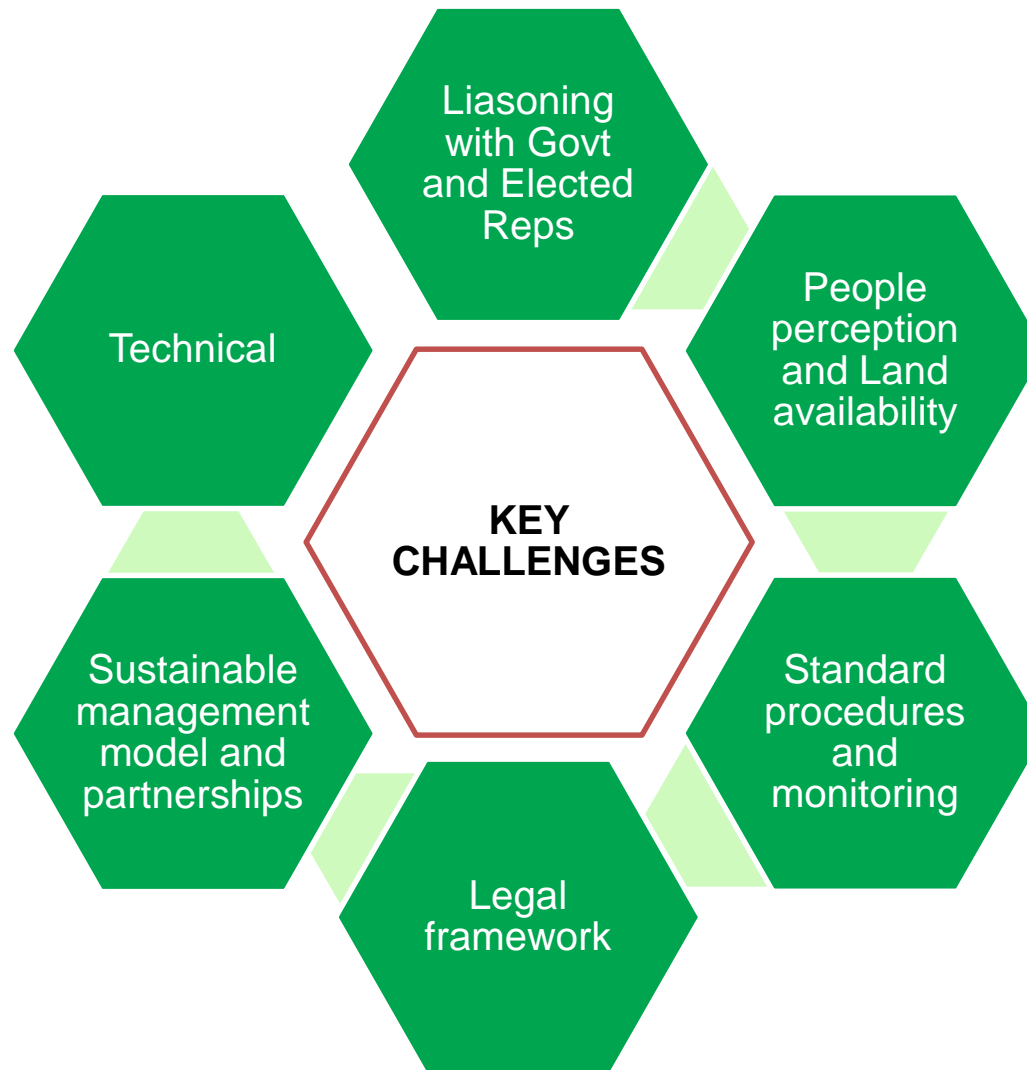 Liasoning
with Govt
and Elected
Reps
Technical
People
perception
and Land
availability
KEY
CHALLENGES
Sustainable
management
model and
partnerships
Standard
procedures
and
monitoring
Legal
framework